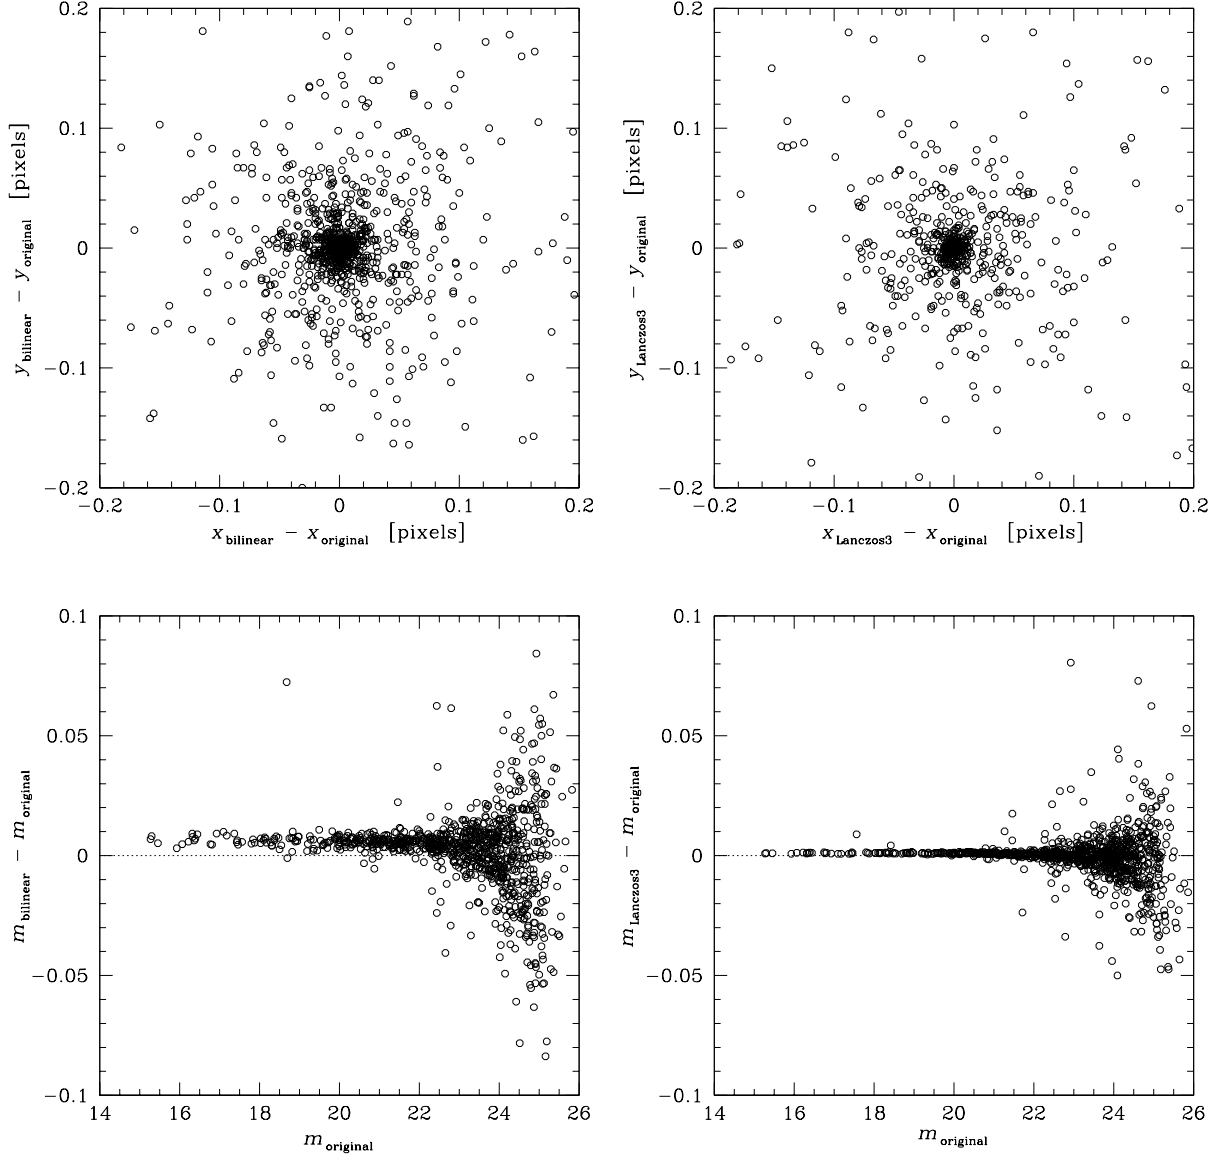 0.2
0.1
0
−0.1
−0.2
y bilinear − y original [pixels]
−0.2 −0.1 0 0.1 0.2
x bilinear − x original [pixels]
0.2
0.1
0
−0.1
−0.2
y Lanczos3 − y original [pixels]
−0.2 −0.1 0 0.1 0.2
x Lanczos3 − x original [pixels]
0.1
0.05
0
−0.05
−0.1
m bilinear − m original
14 16 18 20 22 24 26
m original
0.1
0.05
0
−0.05
−0.1
m Lanczos3 − m original
14 16 18 20 22 24 26
m original